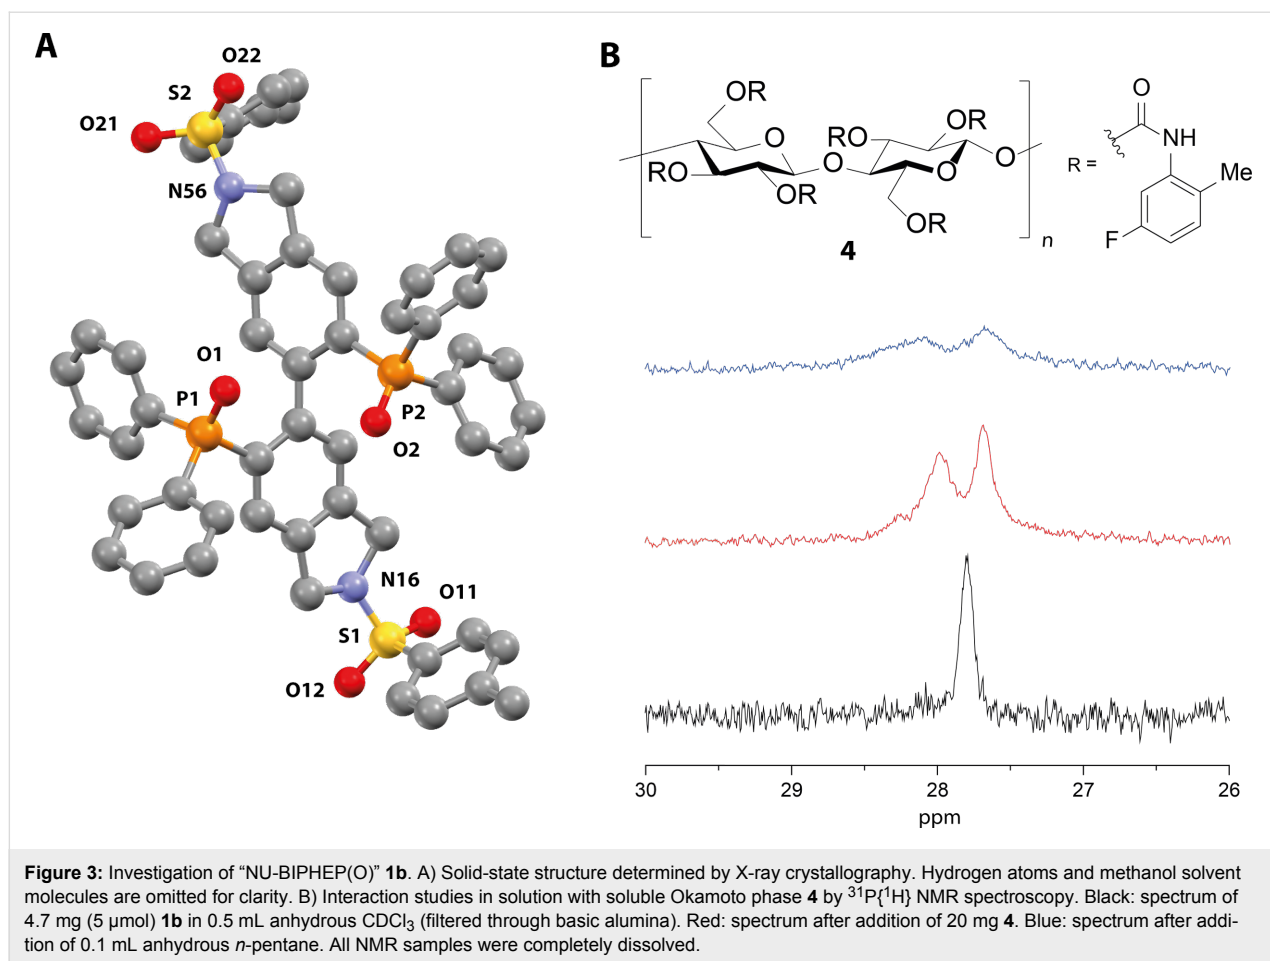 A
O22
S2
O21
N56
O1
P1
P2
O2
N16
O11
S1
O12
B
OR
O
RO
OR
O
RO
OR
O
O
OR
n
4
R =
O
NH
Me
F
30 29 28 27 26
ppm
Figure 3: Investigation of “NU-BIPHEP(O)” 1b. A) Solid-state structure determined by X-ray crystallography. Hydrogen atoms and methanol solvent
molecules are omitted for clarity. B) Interaction studies in solution with soluble Okamoto phase 4 by ³¹P{¹H} NMR spectroscopy. Black: spectrum of
4.7 mg (5 μmol) 1b in 0.5 mL anhydrous CDCl₃ (filtered through basic alumina). Red: spectrum after addition of 20 mg 4. Blue: spectrum after addi-
tion of 0.1 mL anhydrous n-pentane. All NMR samples were completely dissolved.